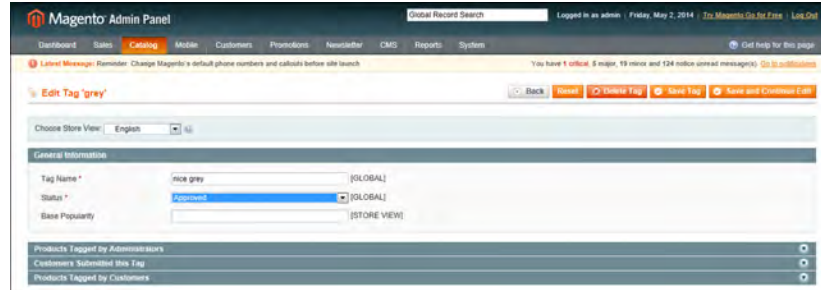 Magento® Admin Panel
Global Record Search
Logged in as admin | Friday, May 2, 2014 | Try Magento Go for Free | Log Out
Dashboard Sales Catalog Mobile Customers Promotions Newsletter CMS Reports System
Get help for this page
Latest Message: Reminder: Change Magento's default phone numbers and callouts before site launch
You have 1 critical, 5 major, 19 minor and 124 notice unread message(s). Go to notifications
Edit Tag 'grey'
Back Reset Delete Tag Save Tag Save and Continue Edit
Choose Store View: English
General Information
Tag Name * nice grey [GLOBAL]
Status * Approved [GLOBAL]
Base Popularity [STORE VIEW]
Products Tagged by Administrators
Customers Submitted this Tag
Products Tagged by Customers